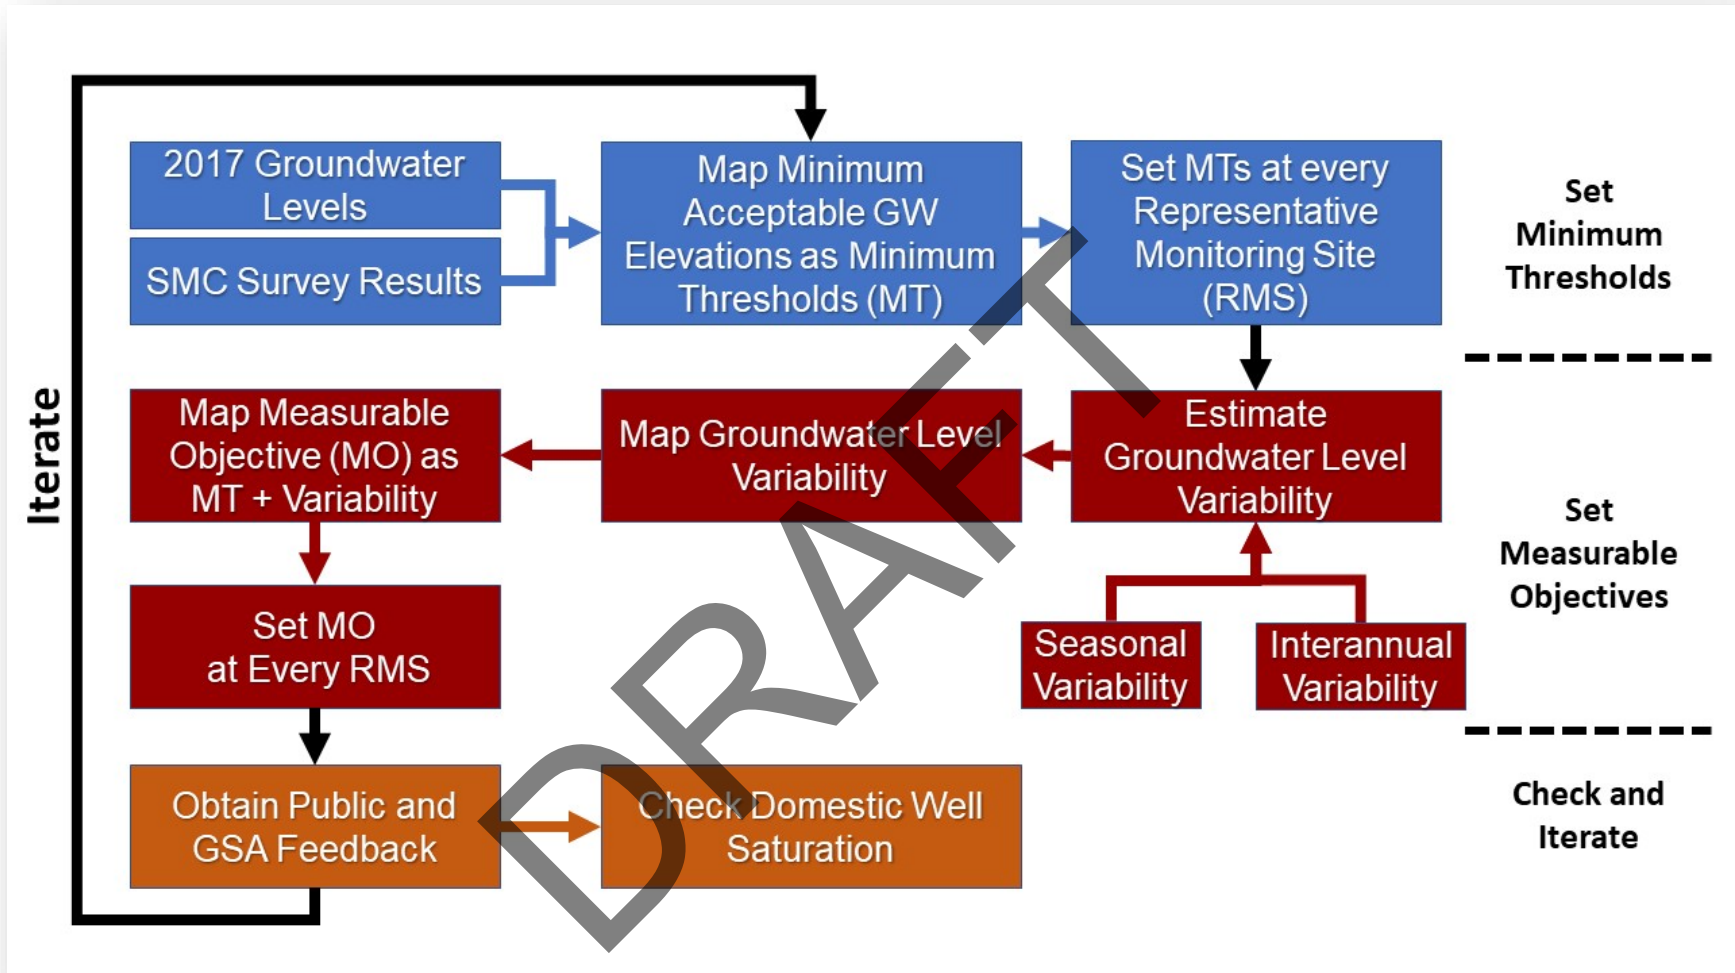 2017 Groundwater
Levels
SMC Survey Results
Map Minimum
Acceptable GW
Elevations as Minimum
Thresholds (MT)
Set MTs at every
Representative
Monitoring Site
(RMS)
Set
Minimum
Thresholds
Iterate
Map Measurable
Objective (MO) as
MT + Variability
Map Groundwater Level
Variability
Estimate
Groundwater Level
Variability
Set
Measurable
Objectives
Set MO
at Every RMS
Seasonal
Variability
Interannual
Variability
Obtain Public and
GSA Feedback
Check Domestic Well
Saturation
Check and
Iterate
DRAFT